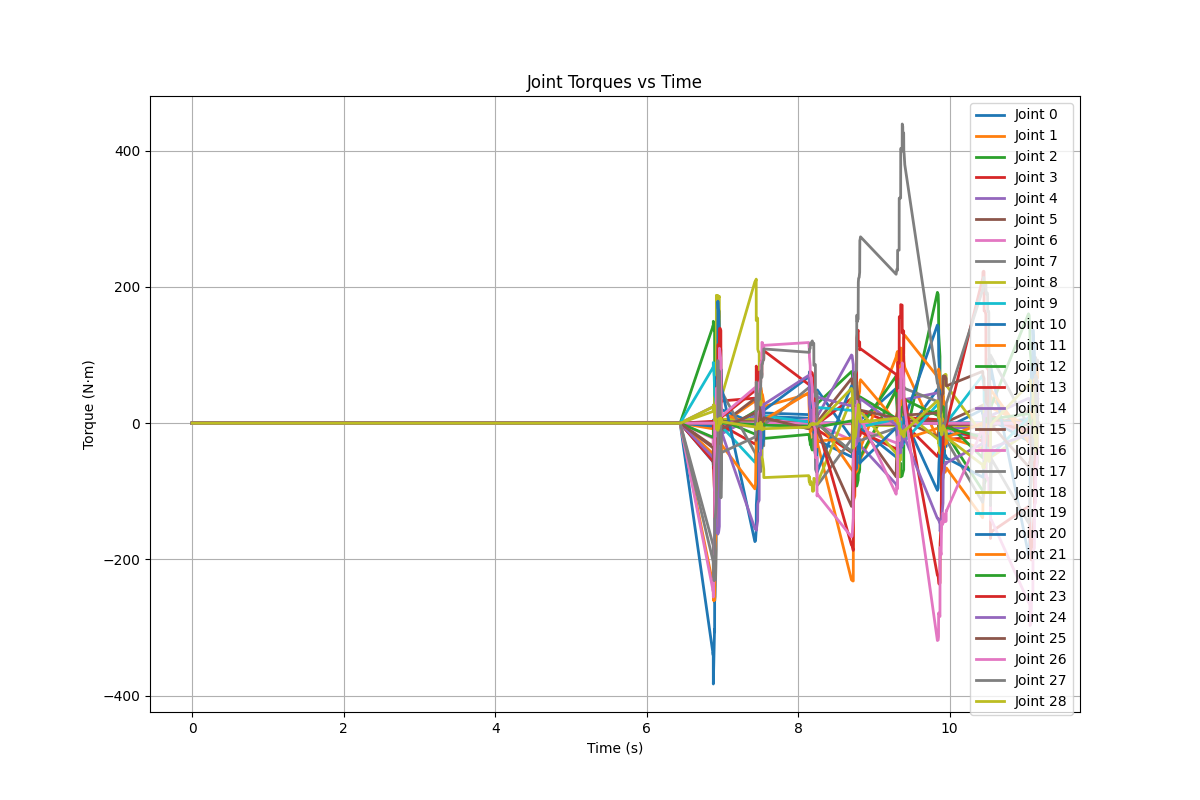 Joint Torques vs Time
Torque (N·m)
400
200
0
−200
−400
0
2
4
6
8
10
Time (s)
Joint 0
Joint 1
Joint 2
Joint 3
Joint 4
Joint 5
Joint 6
Joint 7
Joint 8
Joint 9
Joint 10
Joint 11
Joint 12
Joint 13
Joint 14
Joint 15
Joint 16
Joint 17
Joint 18
Joint 19
Joint 20
Joint 21
Joint 22
Joint 23
Joint 24
Joint 25
Joint 26
Joint 27
Joint 28